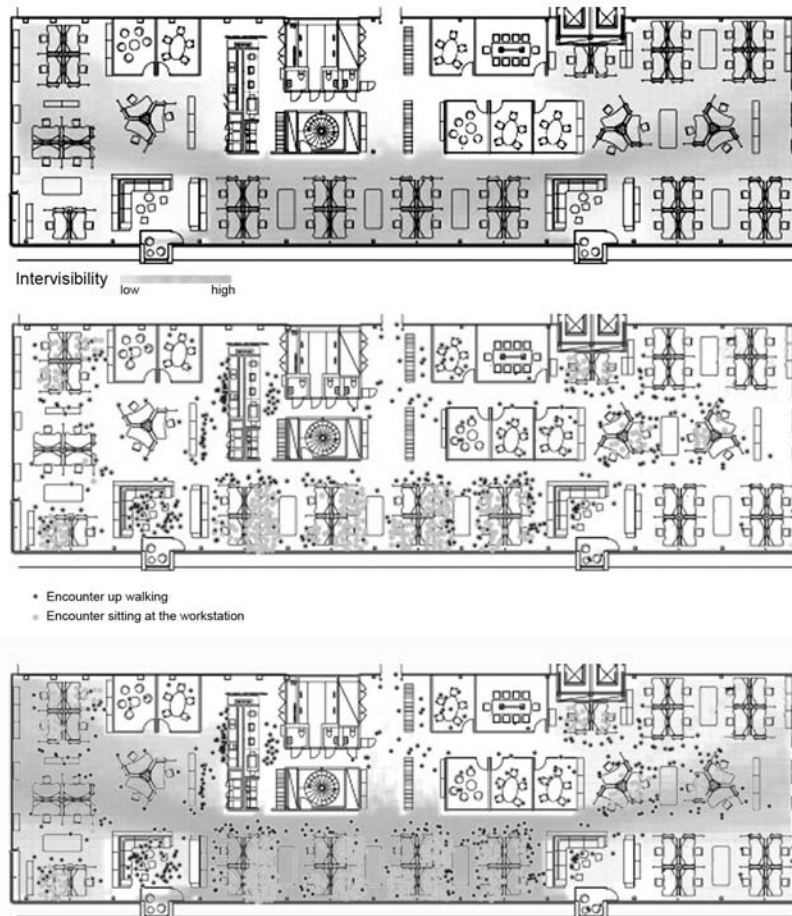 Intervisibility
low high
Encounter up walking
Encounter sitting at the workstation